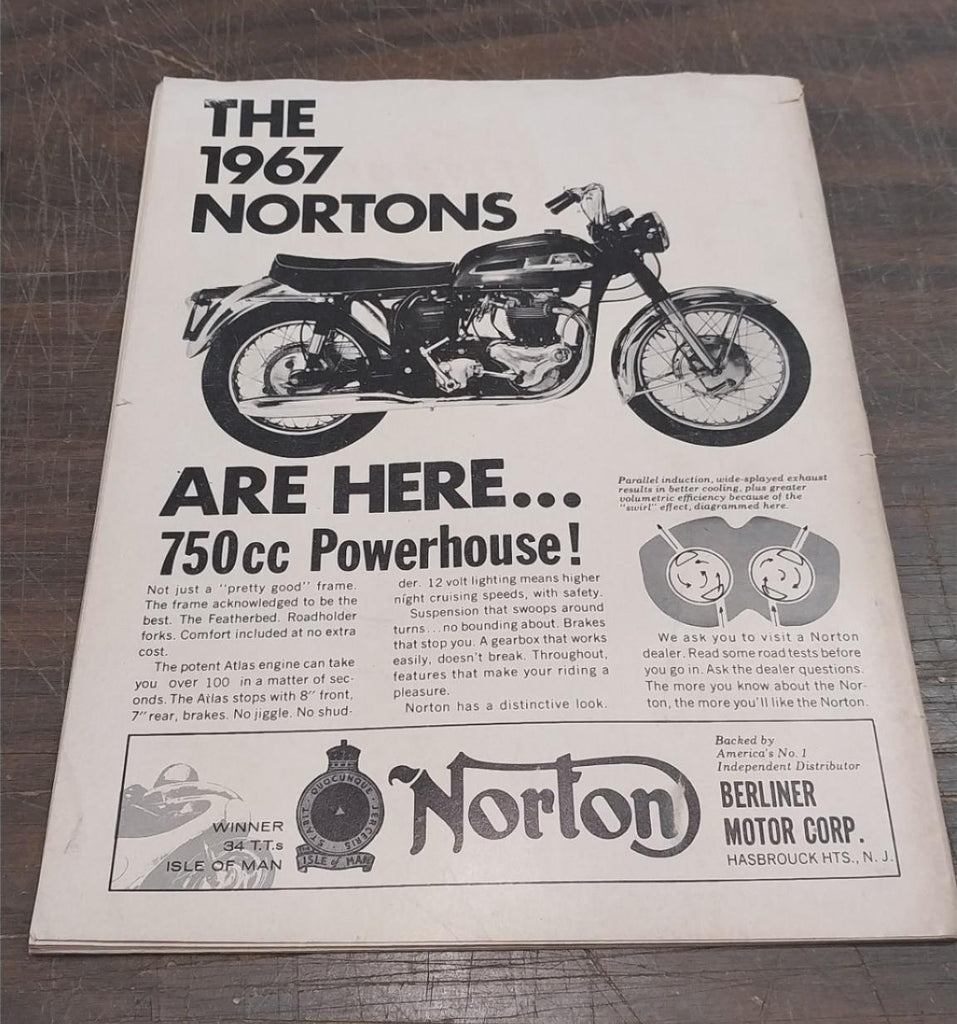 THE
1967
NORTONS
ARE HERE...
750cc Powerhouse!
Not just a "pretty good" frame.
The frame acknowledged to be the
best. The Featherbed. Roadholder
forks. Comfort included at no extra
cost.
The potent Atlas engine can take
you over 100 in a matter of sec-
onds. The Atlas stops with 8" front,
7" rear, brakes. No jiggle. No shud-
der. 12 volt lighting means higher
night cruising speeds, with safety.
Suspension that swoops around
turns...no bounding about. Brakes
that stop you. A gearbox that works
easily, doesn't break. Throughout,
features that make your riding a
pleasure.
Norton has a distinctive look.
Parallel induction, wide-splayed exhaust
results in better cooling, plus greater
volumetric efficiency because of the
"swirl" effect, diagrammed here.
We ask you to visit a Norton
dealer. Read some road tests before
you go in. Ask the dealer questions.
The more you know about the Nor-
ton, the more you'll like the Norton.
WINNER
34 T.T.s
ISLE OF MAN
QUOCUNQUE · JECERIS · STABIT
ISLE OF MAN
Norton
Backed by
America's No. 1
Independent Distributor
BERLINER
MOTOR CORP.
HASBROUCK HTS., N. J.